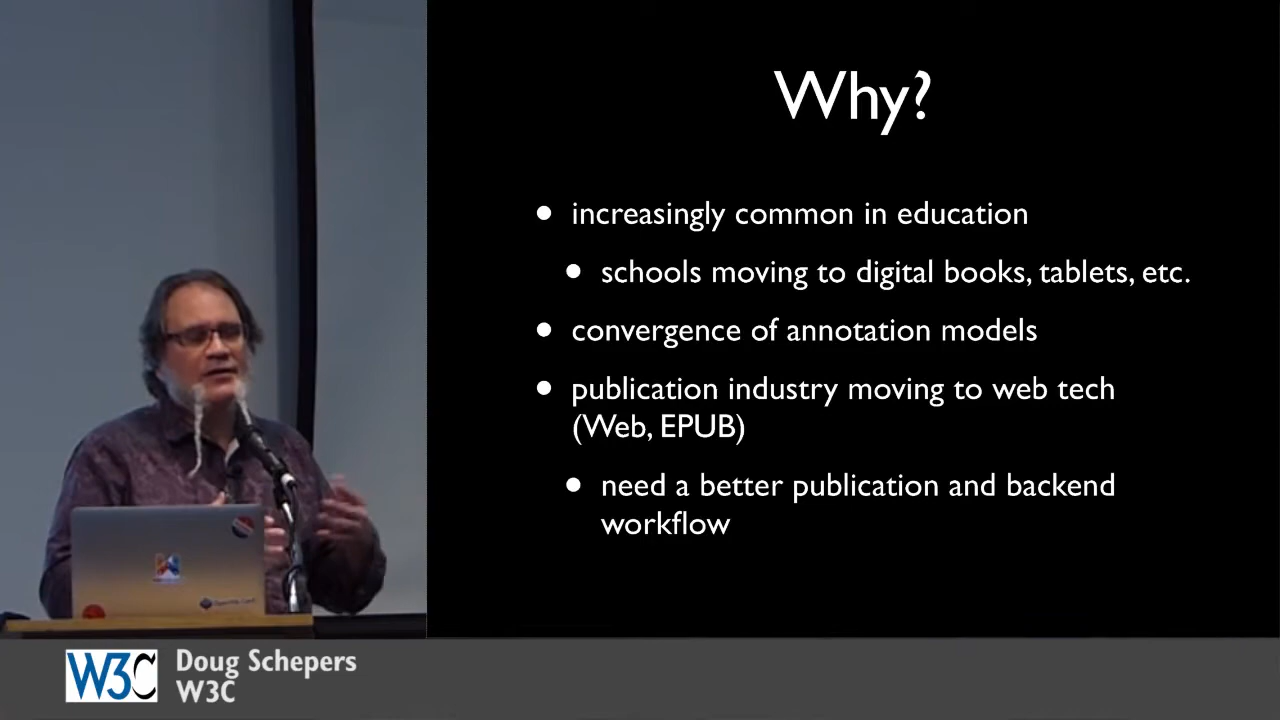 Why?
• increasingly common in education
• schools moving to digital books, tablets, etc.
• convergence of annotation models
• publication industry moving to web tech
(Web, EPUB)
• need a better publication and backend
workflow
W3C
Doug Schepers
W3C